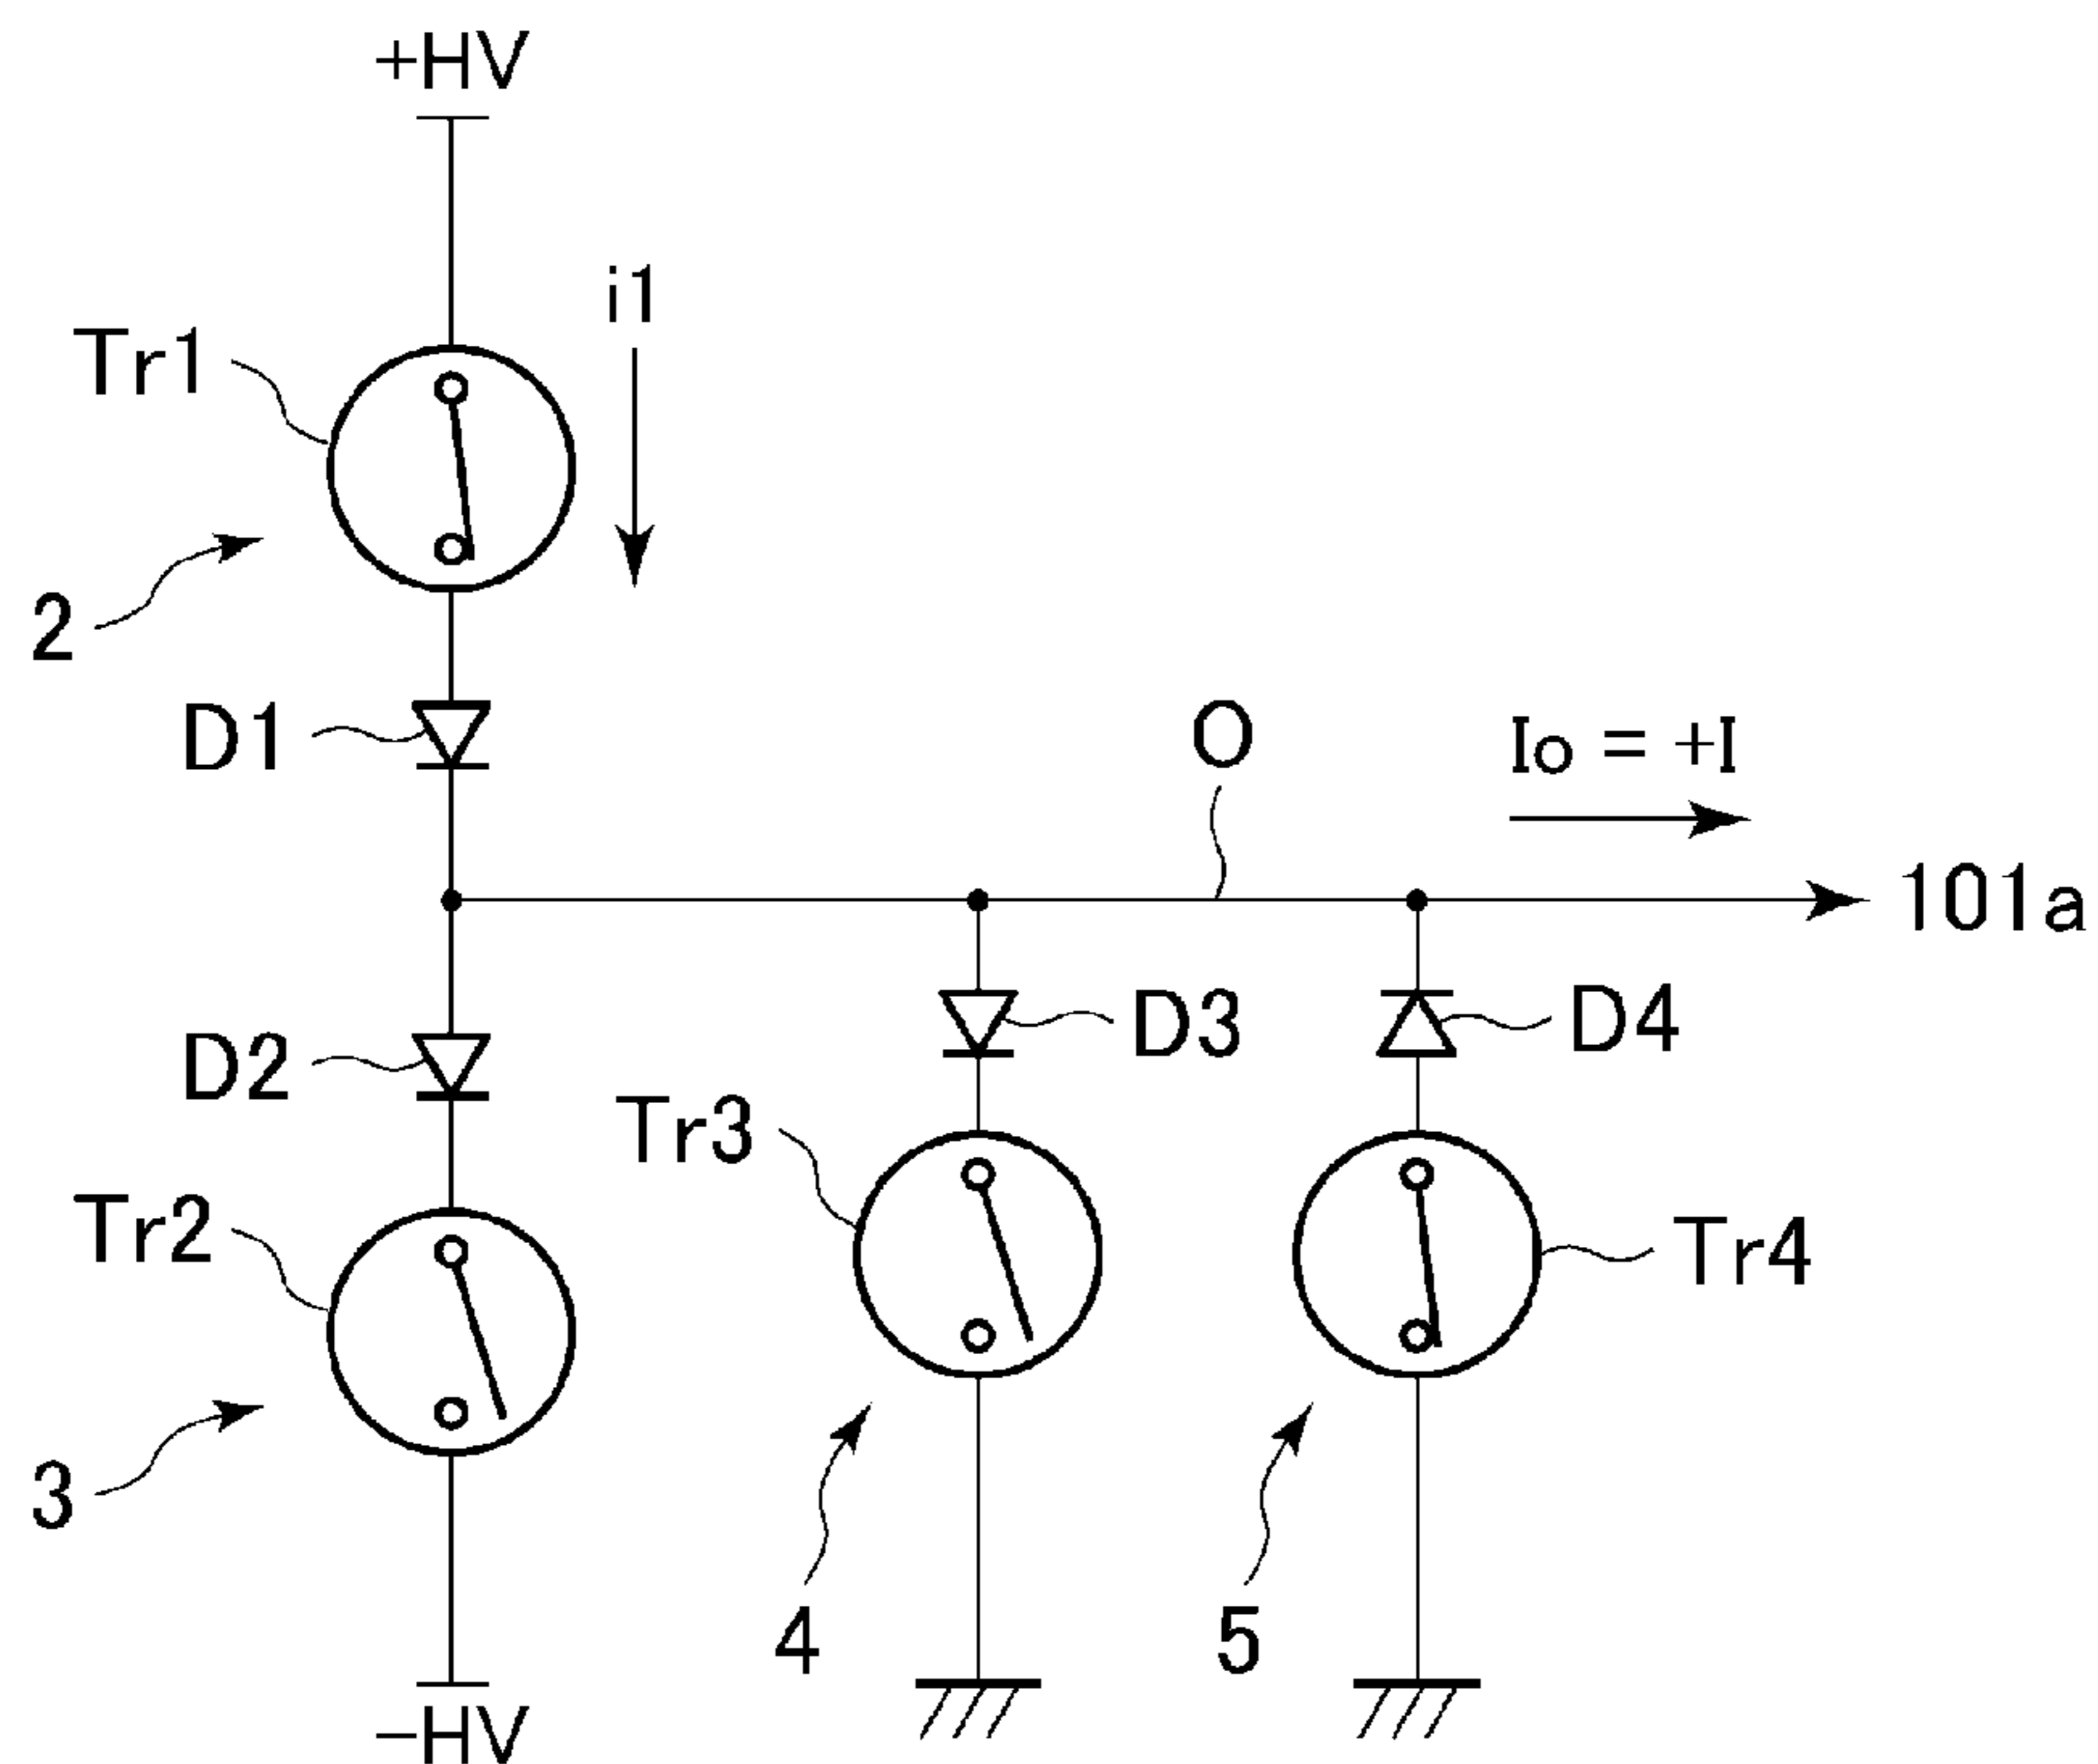 +HV
i1
Tr1
2
D1
O
Io = +I
101a
D2
D3
D4
Tr3
Tr2
Tr4
3
4
5
-HV